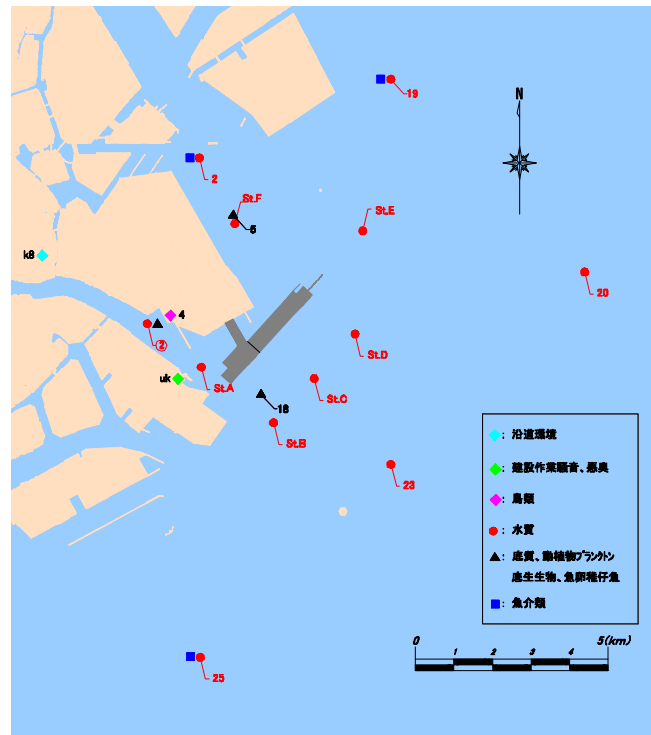 19
N
2
St.F
5
St.E
k8
20
4
②
St.D
uk
St.A
St.C
18
St.B
23
: 沿道環境
: 建設作業騒音、悪臭
: 鳥類
: 水質
: 底質、動植物プランクトン
底生生物、魚卵稚仔魚
: 魚介類
0 1 2 3 4 5(km)
25